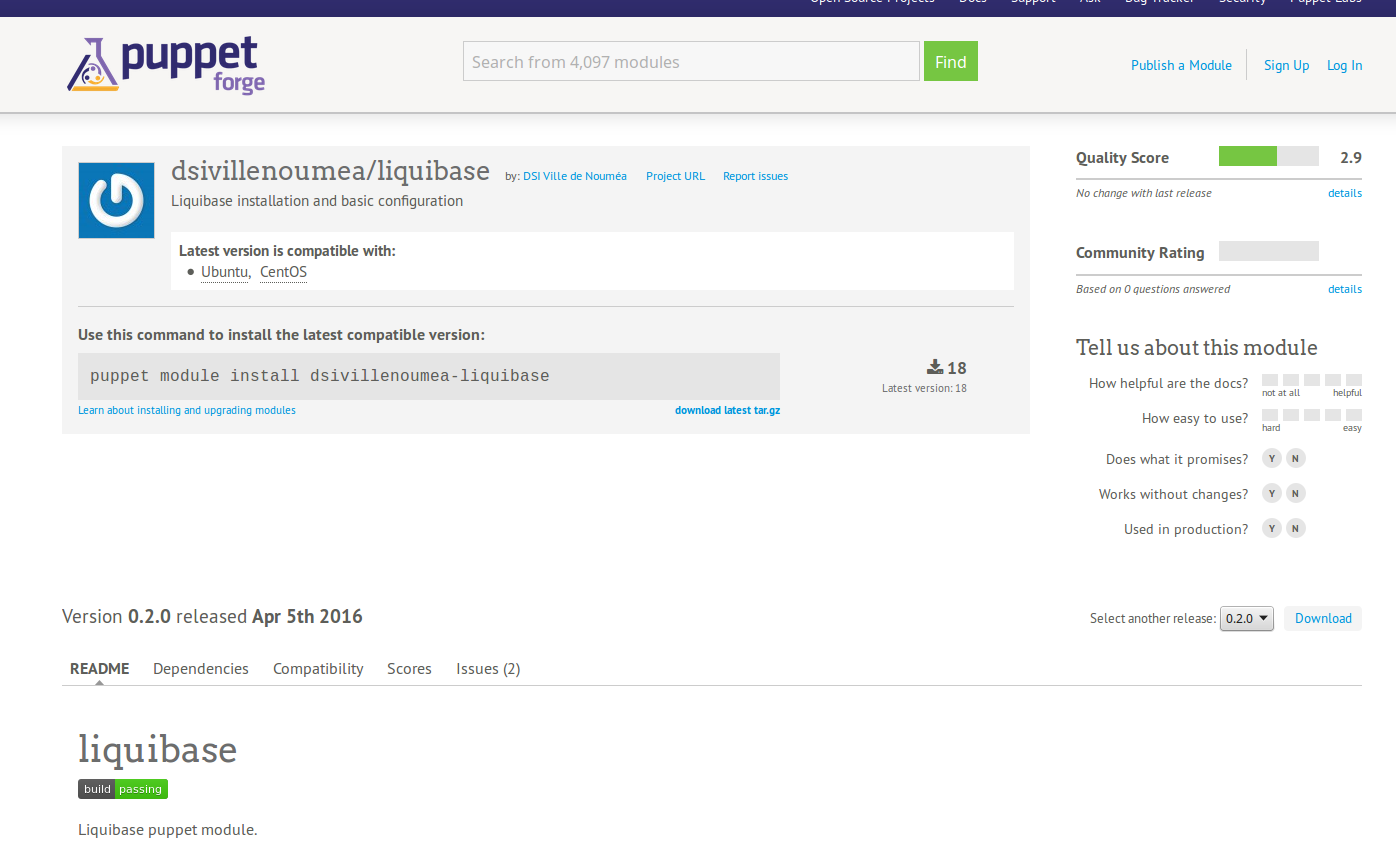 Open Source Projects Docs Support Ask Bug Tracker Security Puppet Labs
puppet
forge
Search from 4,097 modules
Find
Publish a Module
Sign Up
Log In
dsivillenoumea/liquibase
by: DSI Ville de Nouméa
Project URL
Report issues
Liquibase installation and basic configuration
Latest version is compatible with:
• Ubuntu, CentOS
Use this command to install the latest compatible version:
puppet module install dsivillenoumea-liquibase
18
Latest version: 18
Learn about installing and upgrading modules
download latest tar.gz
Quality Score 2.9
No change with last release details
Community Rating
Based on 0 questions answered details
Tell us about this module
How helpful are the docs?
not at all helpful
How easy to use?
hard easy
Does what it promises? Y N
Works without changes? Y N
Used in production? Y N
Version 0.2.0 released Apr 5th 2016
Select another release: 0.2.0 Download
README Dependencies Compatibility Scores Issues (2)
liquibase
build passing
Liquibase puppet module.